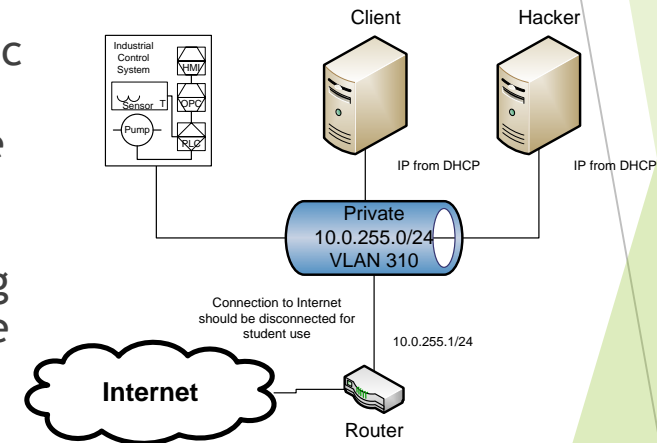 Client
Hacker
Industrial
Control
System
HMI
Sensor T
OPC
Pump
PLC
IP from DHCP
IP from DHCP
Private
10.0.255.0/24
VLAN 310
Connection to Internet
should be disconnected for
student use
10.0.255.1/24
Internet
Router